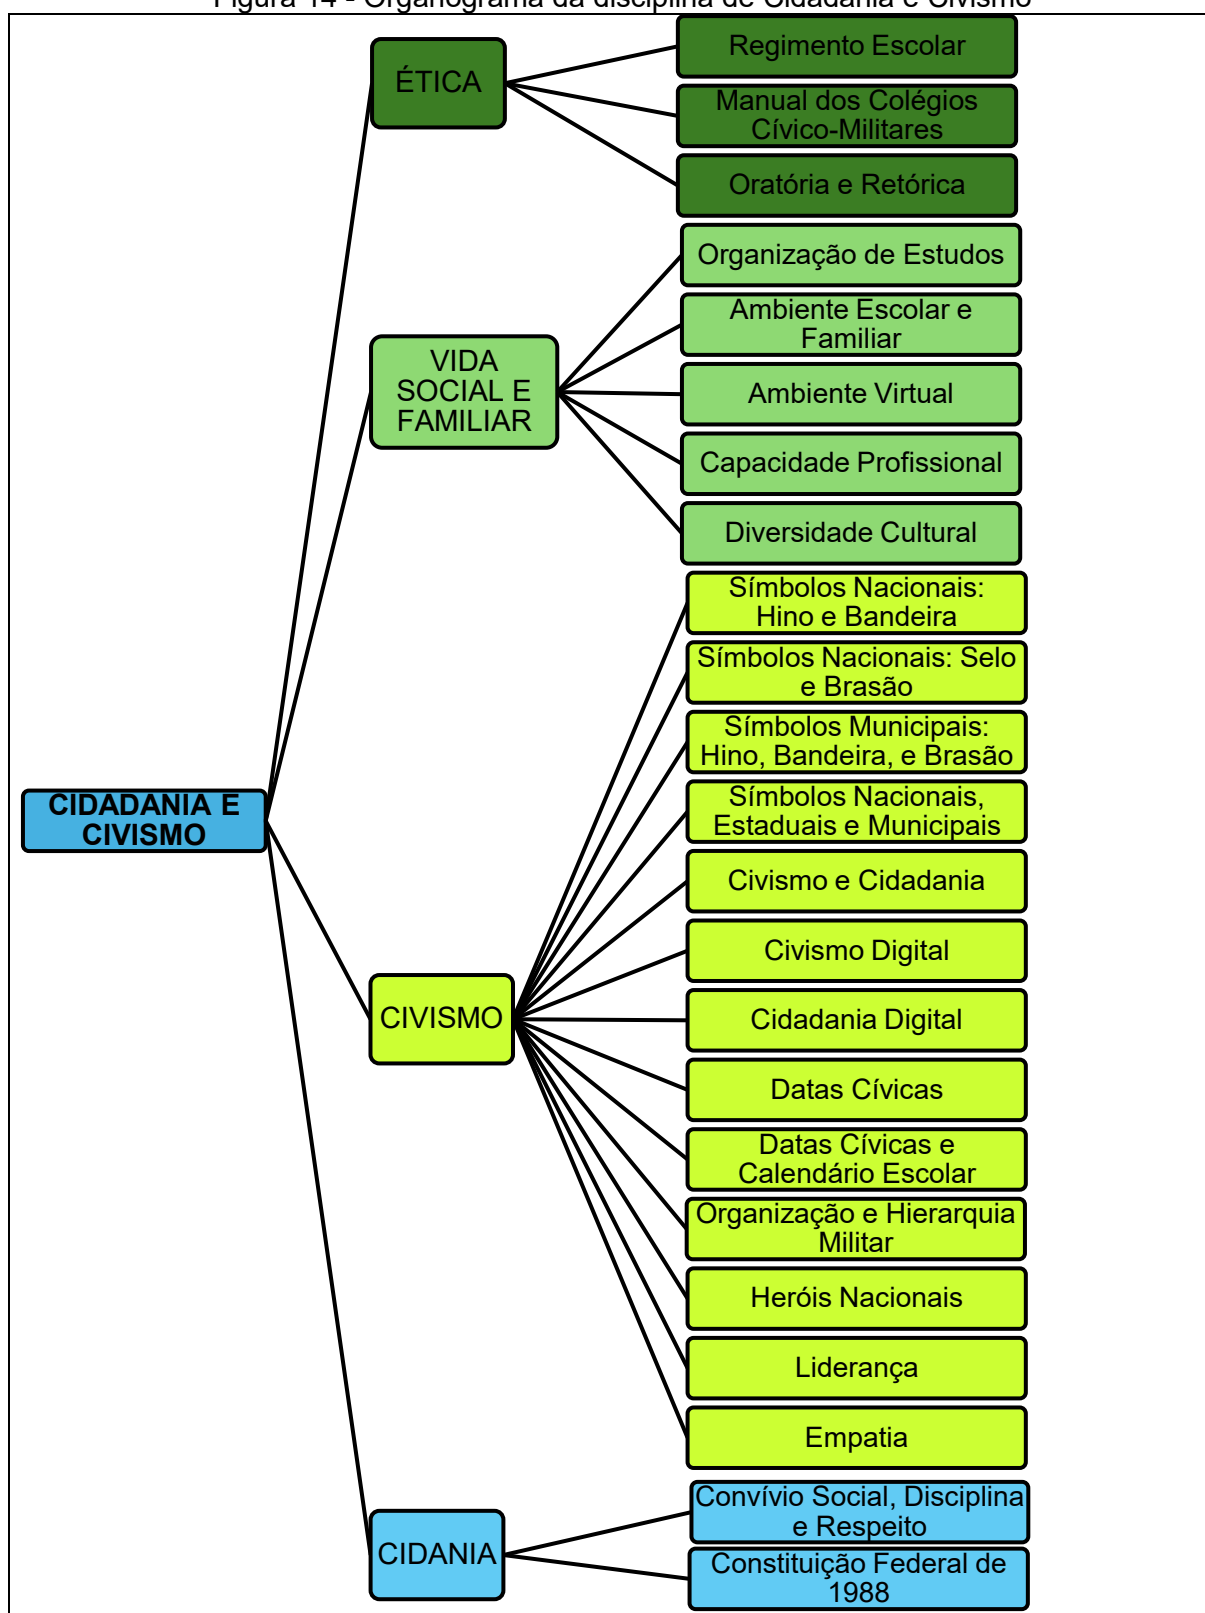 Figura 14 - Organograma da disciplina de Cidadania e Civismo
ÉTICA
Regimento Escolar
Manual dos Colégios
Cívico-Militares
Oratória e Retórica
VIDA
SOCIAL E
FAMILIAR
Organização de Estudos
Ambiente Escolar e
Familiar
Ambiente Virtual
Capacidade Profissional
Diversidade Cultural
CIDADANIA E
CIVISMO
CIVISMO
Símbolos Nacionais:
Hino e Bandeira
Símbolos Nacionais: Selo
e Brasão
Símbolos Municipais:
Hino, Bandeira, e Brasão
Símbolos Nacionais,
Estaduais e Municipais
Civismo e Cidadania
Civismo Digital
Cidadania Digital
Datas Cívicas
Datas Cívicas e
Calendário Escolar
Organização e Hierarquia
Militar
Heróis Nacionais
Liderança
Empatia
CIDANIA
Convívio Social, Disciplina
e Respeito
Constituição Federal de
1988